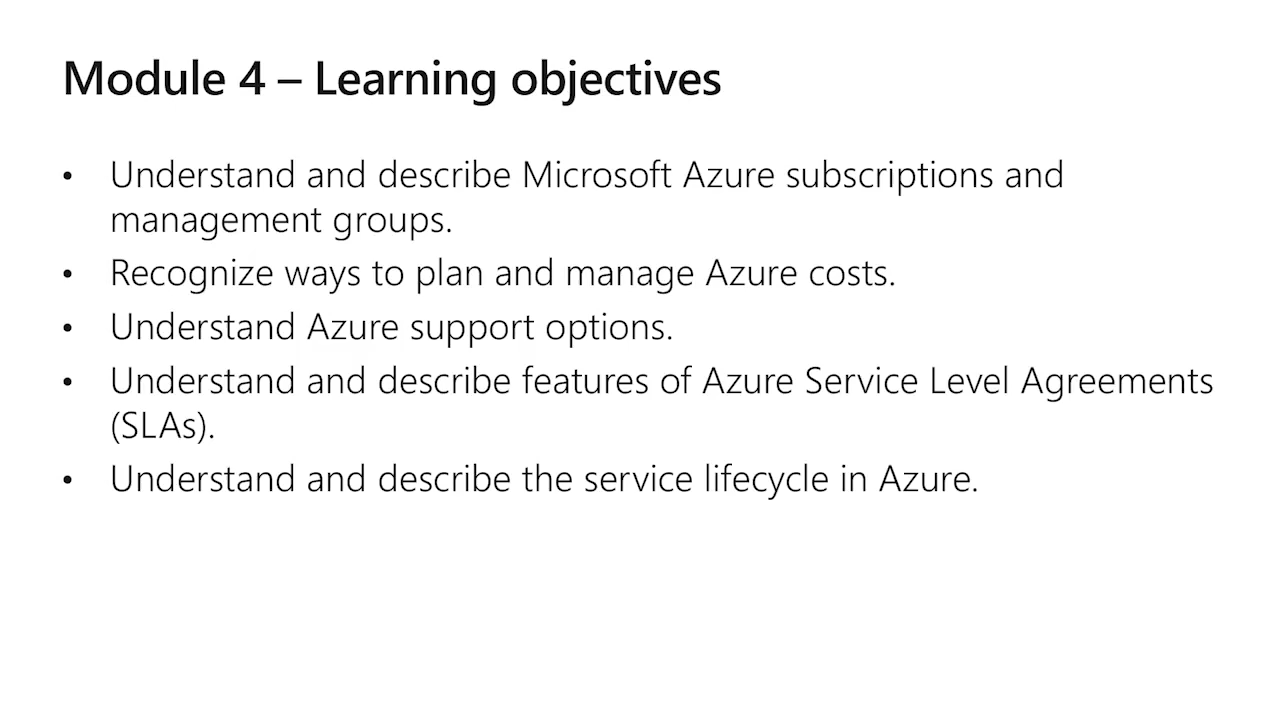 Module 4 – Learning objectives
• Understand and describe Microsoft Azure subscriptions and
management groups.
• Recognize ways to plan and manage Azure costs.
• Understand Azure support options.
• Understand and describe features of Azure Service Level Agreements
(SLAs).
• Understand and describe the service lifecycle in Azure.